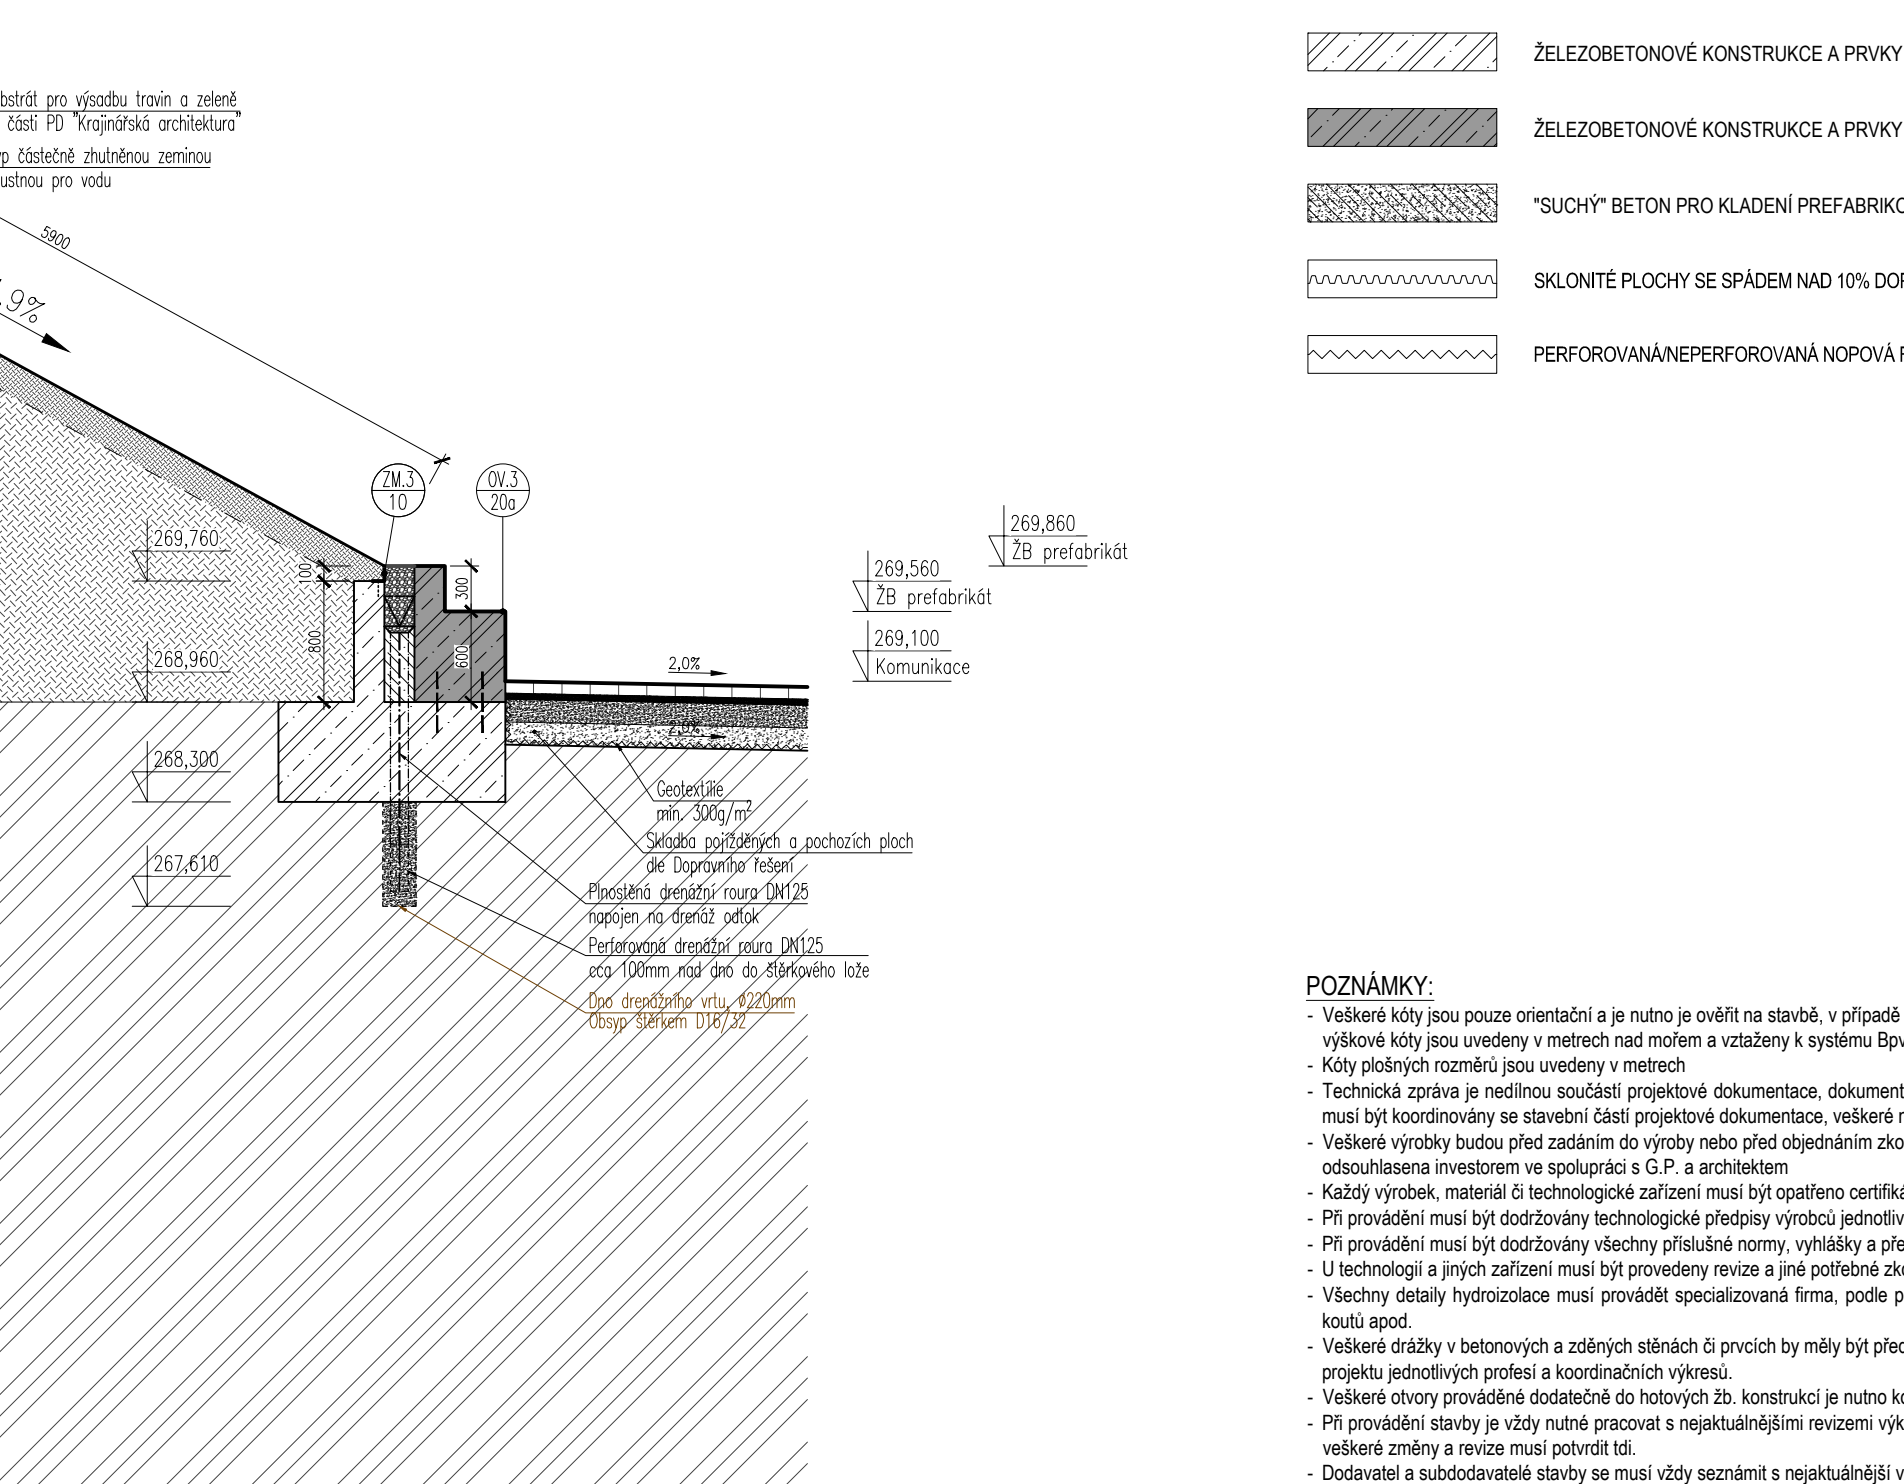 bstrát pro výsadbu travin a zeleně
části PD "Krajinářská architektura"
částečně zhutněnou zeminou
ustnou pro vodu
5900
.9%
ZM.3
10
OV.3
20a
269,760
100
800
268,960
268,300
267,610
300
600
2,0%
2,0%
269,860
ŽB prefabrikát
269,560
ŽB prefabrikát
269,100
Komunikace
Geotextílie
min. 300g/m²
Skladba pojížděných a pochozích ploch
dle Dopravního řešení
Plnostěná drenážní roura DN125
napojen na drenáž odtok
Perforovaná drenážní roura DN125
cca 100mm nad dno do štěrkového lože
Dno drenážního vrtu, ø220mm
Obsyp štěrkem D16/32
ŽELEZOBETONOVÉ KONSTRUKCE A PRVKY
ŽELEZOBETONOVÉ KONSTRUKCE A PRVKY
"SUCHÝ" BETON PRO KLADENÍ PREFABRIKO
SKLONITÉ PLOCHY SE SPÁDEM NAD 10%
PERFOROVANÁ/NEPERFOROVANÁ NOPOVÁ
POZNÁMKY:
- Veškeré kóty jsou pouze orientační a je nutno je ověřit na stavbě, v případě
výškové kóty jsou uvedeny v metrech nad mořem a vztaženy k systému Bpv
- Kóty plošných rozměrů jsou uvedeny v metrech
- Technická zpráva je nedílnou součástí projektové dokumentace, dokument
musí být koordinovány se stavební částí projektové dokumentace, veškeré
- Veškeré výrobky budou před zadáním do výroby nebo před objednáním zko
odsouhlasena investorem ve spolupráci s G.P. a architektem
- Každý výrobek, materiál či technologické zařízení musí být opatřeno certifiká
- Při provádění musí být dodržovány technologické předpisy výrobců jednotliv
- Při provádění musí být dodržovány všechny příslušné normy, vyhlášky a pře
- U technologií a jiných zařízení musí být provedeny revize a jiné potřebné zko
- Všechny detaily hydroizolace musí provádět specializovaná firma, podle p
koutů apod.
- Veškeré drážky v betonových a zděných stěnách či prvcích by měly být před
projektu jednotlivých profesí a koordinačních výkresů.
- Veškeré otvory prováděné dodatečně do hotových žb. konstrukcí je nutno ko
- Při provádění stavby je vždy nutné pracovat s nejaktuálnějšími revizemi výk
veškeré změny a revize musí potvrdit tdi.
- Dodavatel a subdodavatelé stavby se musí vždy seznámit s nejaktuálnější v